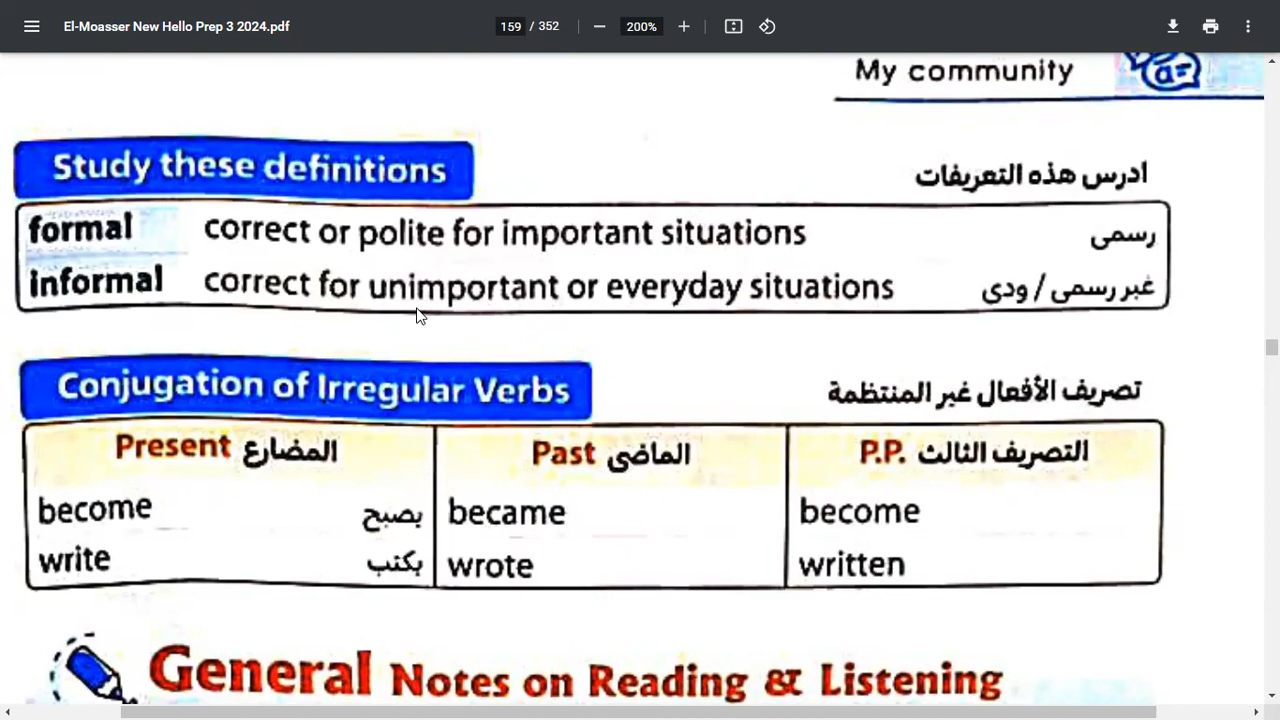 El-Moasser New Hello Prep 3 2024.pdf
159 / 352
200%
My community
Study these definitions ادرس هذه التعريفات
formal correct or polite for important situations رسمى
informal correct for unimportant or everyday situations غير رسمى / ودى
Conjugation of Irregular Verbs تصريف الأفعال غير المنتظمة
Present المضارع Past الماضى P.P. التصريف الثالث
become يصبح became become
write يكتب wrote written
General Notes on Reading & Listening